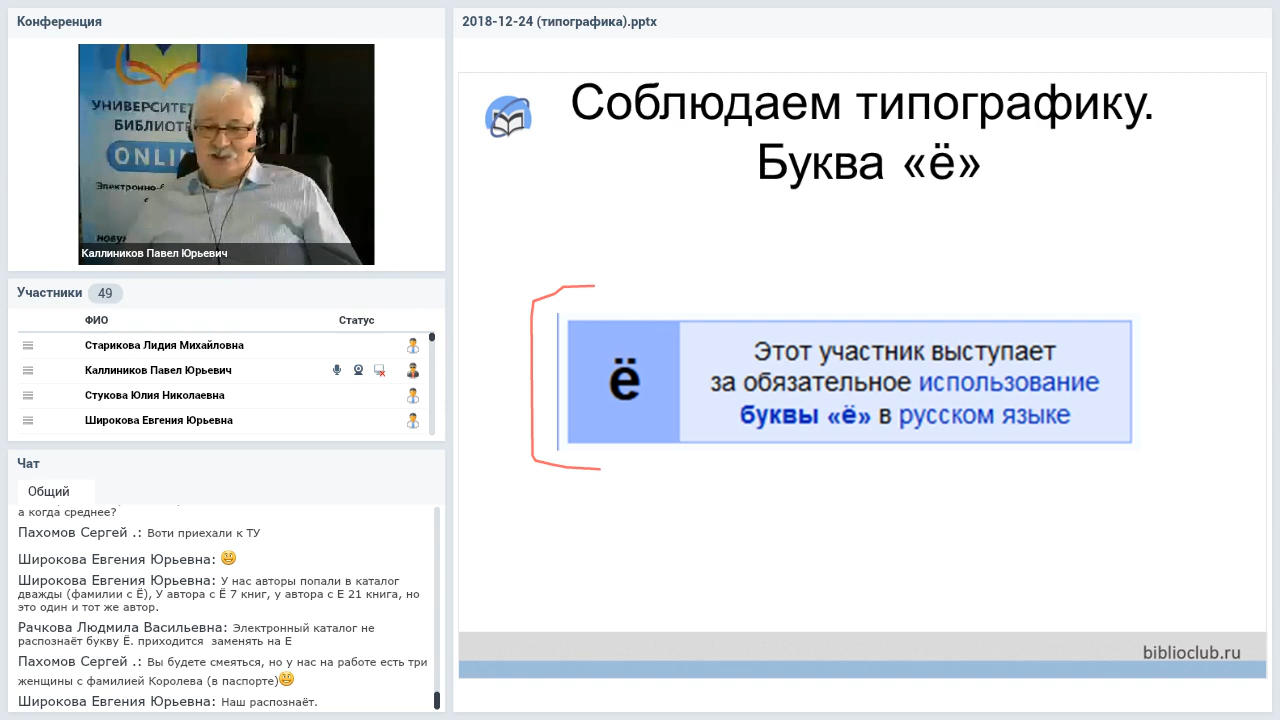 Конференция
УНИВЕРСИТЕТ
БИБЛИОТЕ
ONLIN
Электронно-б
Каллиников Павел Юрьевич
Участники 49
ФИО Статус
Старикова Лидия Михайловна
Каллиников Павел Юрьевич
Стукова Юлия Николаевна
Широкова Евгения Юрьевна
Чат
Общий
а когда среднее?
Пахомов Сергей .: Воти приехали к ТУ
Широкова Евгения Юрьевна:
Широкова Евгения Юрьевна: У нас авторы попали в каталог
дважды (фамилии с Ё), У автора с Ё 7 книг, у автора с Е 21 книга, но
это один и тот же автор.
Рачкова Людмила Васильевна: Электронный каталог не
распознаёт букву Ё. приходится заменять на Е
Пахомов Сергей .: Вы будете смеяться, но у нас на работе есть три
женщины с фамилией Королева (в паспорте)
Широкова Евгения Юрьевна: Наш распознаёт.
2018-12-24 (типографика).pptx
Соблюдаем типографику.
Буква «ё»
ё
Этот участник выступает
за обязательное использование
буквы «ё» в русском языке
biblioclub.ru